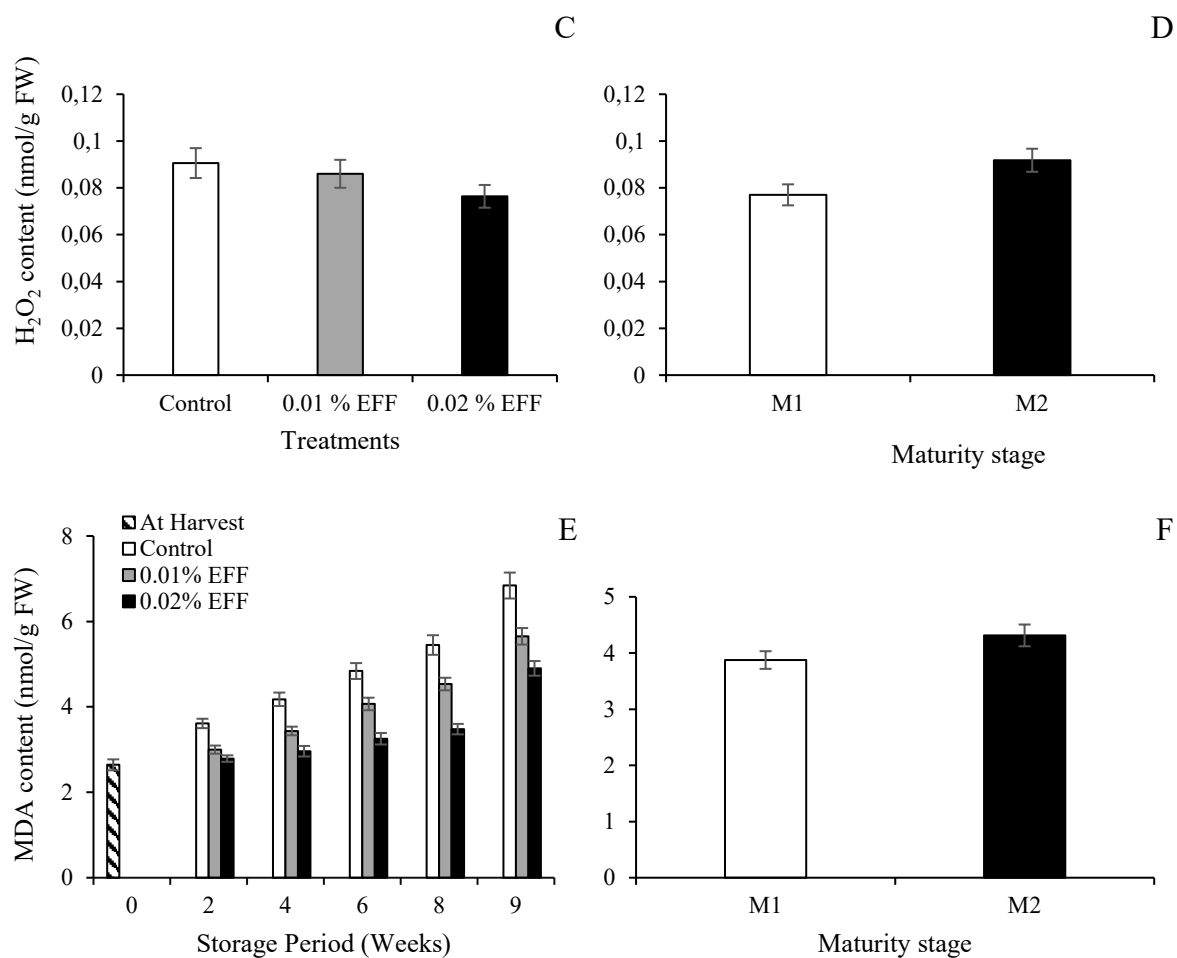 C
D
H₂O₂ content (nmol/g FW)
0,12
0,1
0,08
0,06
0,04
0,02
0
Control
0.01 % EFF
0.02 % EFF
Treatments
0,12
0,1
0,08
0,06
0,04
0,02
0
M1
M2
Maturity stage
E
F
At Harvest
Control
0.01% EFF
0.02% EFF
MDA content (nmol/g FW)
8
6
4
2
0
0
2
4
6
8
9
Storage Period (Weeks)
5
4
3
2
1
0
M1
M2
Maturity stage